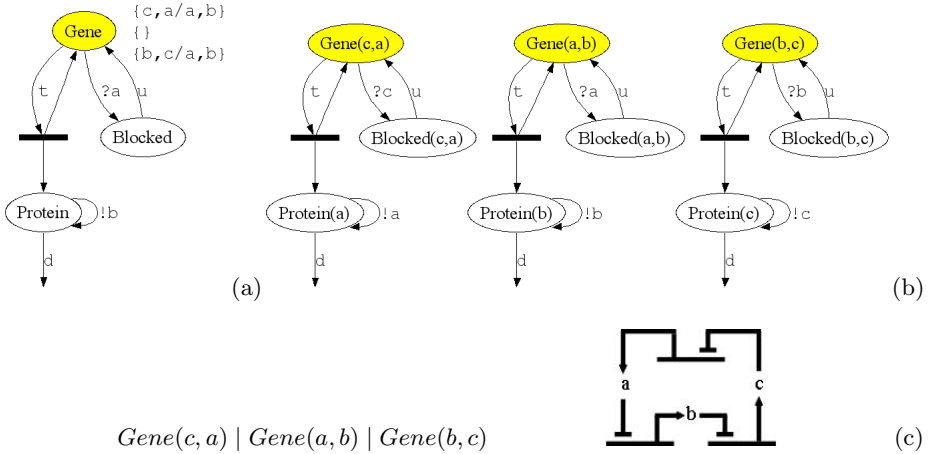 Gene
{c,a/a,b}
{}
{b,c/a,b}
t
?a
u
Blocked
Protein
!b
d
(a)
Gene(c,a)
t
?c
u
Blocked(c,a)
Protein(a)
!a
d
Gene(a,b)
t
?a
u
Blocked(a,b)
Protein(b)
!b
d
Gene(b,c)
t
?b
u
Blocked(b,c)
Protein(c)
!c
d
(b)
Gene(c, a) | Gene(a, b) | Gene(b, c)
a
c
b
(c)